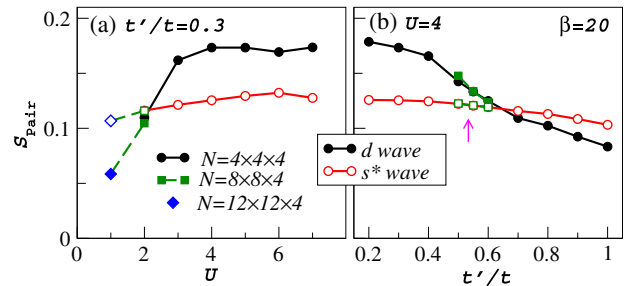 (a) t'/t=0.3
(b) U=4 β=20
0.2
0.1
0
S_Pair
N=4×4×4
N=8×8×4
N=12×12×4
d wave
s* wave
0 2 4 6
0.2 0.4 0.6 0.8 1
U
t'/t